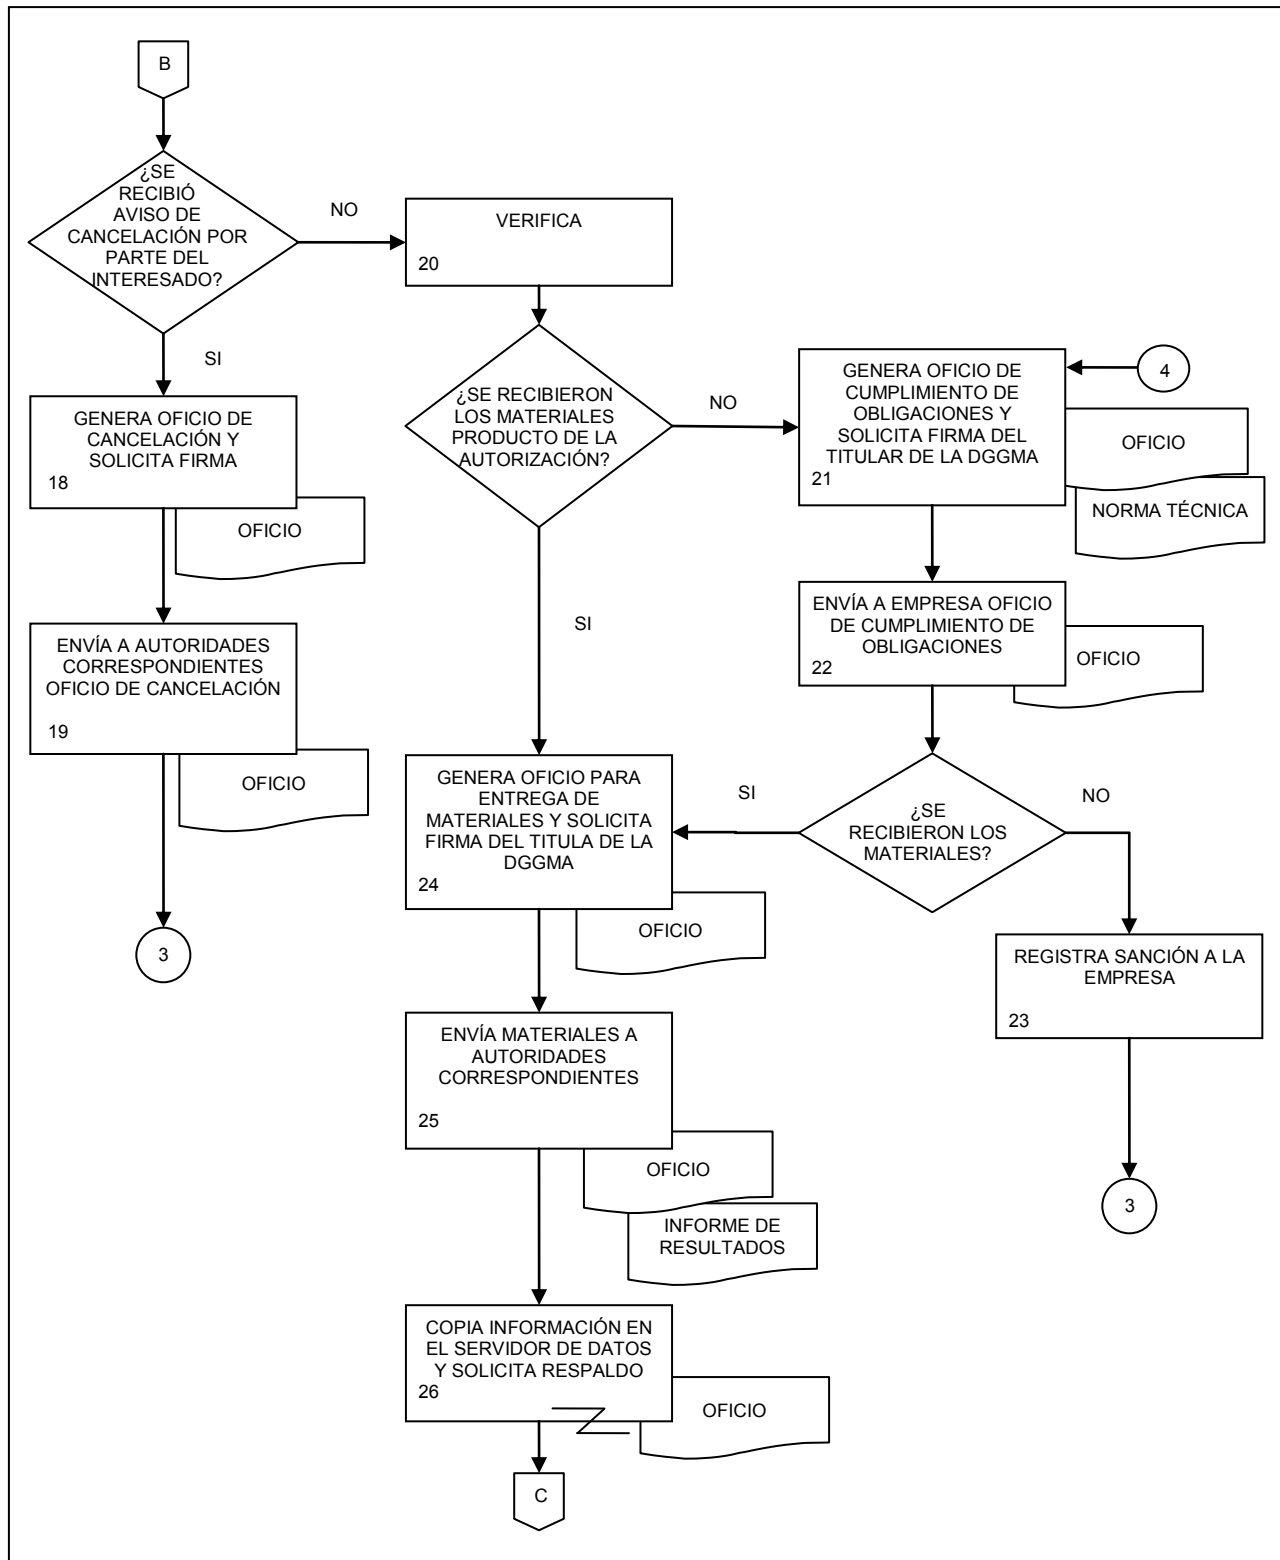 B
¿SE
RECIBIÓ
AVISO DE
CANCELACIÓN POR
PARTE DEL
INTERESADO?
NO
VERIFICA
20
SI
GENERA OFICIO DE
CANCELACIÓN Y
SOLICITA FIRMA
18
OFICIO
ENVÍA A AUTORIDADES
CORRESPONDIENTES
OFICIO DE CANCELACIÓN
19
OFICIO
3
¿SE RECIBIERON
LOS MATERIALES
PRODUCTO DE LA
AUTORIZACIÓN?
NO
SI
GENERA OFICIO DE
CUMPLIMIENTO DE
OBLIGACIONES Y
SOLICITA FIRMA DEL
TITULAR DE LA DGGMA
21
4
OFICIO
NORMA TÉCNICA
ENVÍA A EMPRESA OFICIO
DE CUMPLIMIENTO DE
OBLIGACIONES
22
OFICIO
¿SE
RECIBIERON LOS
MATERIALES?
SI
NO
GENERA OFICIO PARA
ENTREGA DE
MATERIALES Y SOLICITA
FIRMA DEL TITULA DE LA
DGGMA
24
OFICIO
REGISTRA SANCIÓN A LA
EMPRESA
23
3
ENVÍA MATERIALES A
AUTORIDADES
CORRESPONDIENTES
25
OFICIO
INFORME DE
RESULTADOS
COPIA INFORMACIÓN EN
EL SERVIDOR DE DATOS
Y SOLICITA RESPALDO
26
OFICIO
C